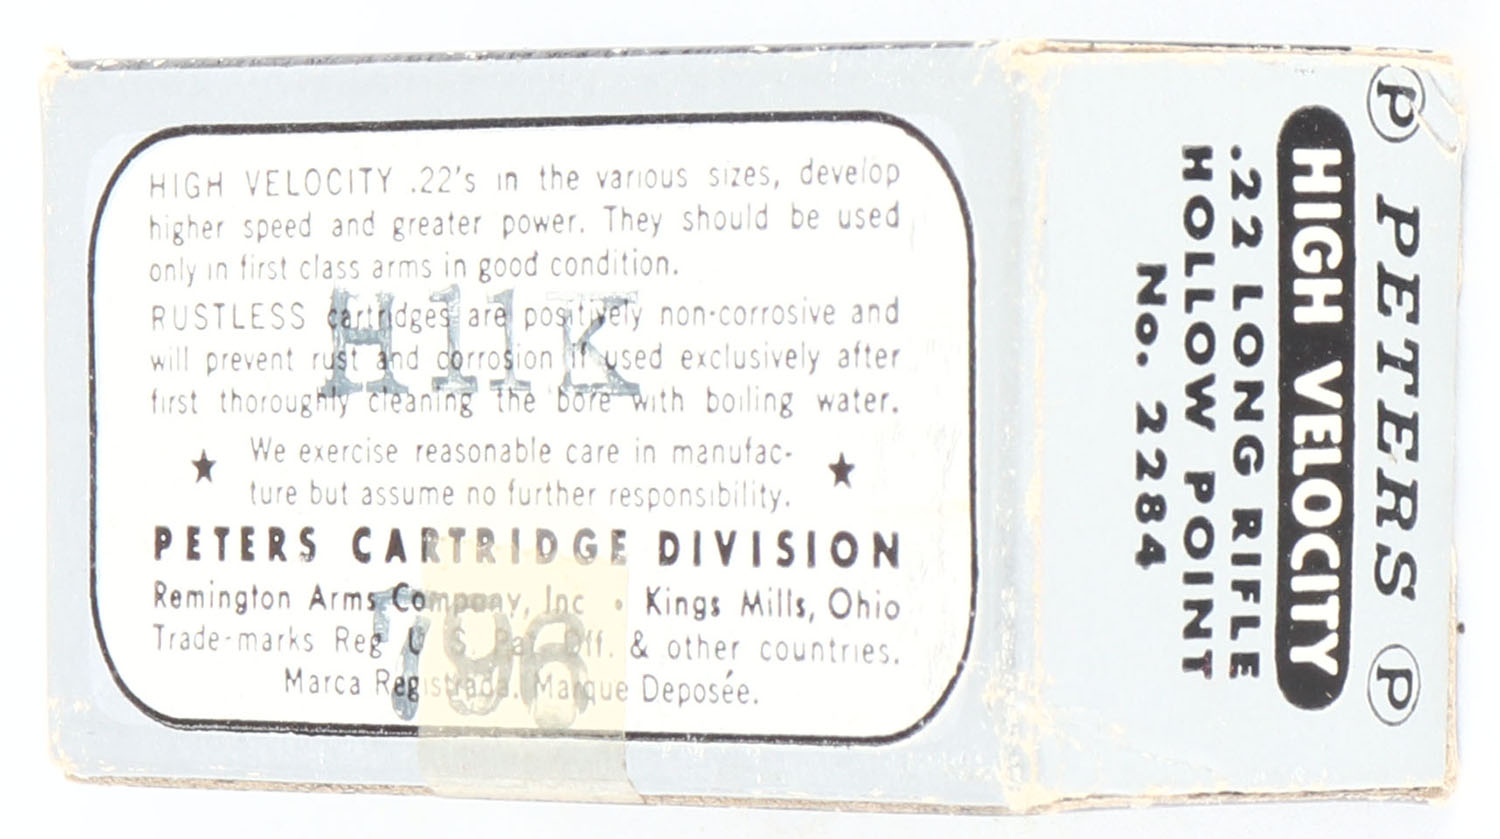 HIGH VELOCITY .22's in the various sizes, develop
higher speed and greater power. They should be used
only in first class arms in good condition.
RUSTLESS cartridges are positively non-corrosive and
will prevent rust and corrosion if used exclusively after
first thoroughly cleaning the bore with boiling water.
H11K
★ We exercise reasonable care in manufac-
ture but assume no further responsibility. ★
PETERS CARTRIDGE DIVISION
Remington Arms Company, Inc • Kings Mills, Ohio
Trade-marks Reg U S. Pat. Off. & other countries.
Marca Registrada. Marque Deposée.
798
P PETERS P
HIGH VELOCITY
.22 LONG RIFLE
HOLLOW POINT
No. 2284